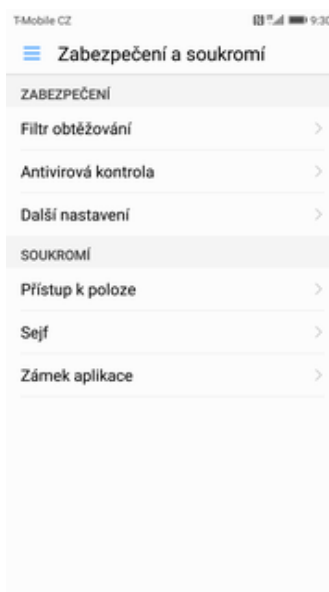 T-Mobile CZ 9:30
Zabezpečení a soukromí
ZABEZPEČENÍ
Filtr obtěžování
Antivirová kontrola
Další nastavení
SOUKROMÍ
Přístup k poloze
Sejf
Zámek aplikace